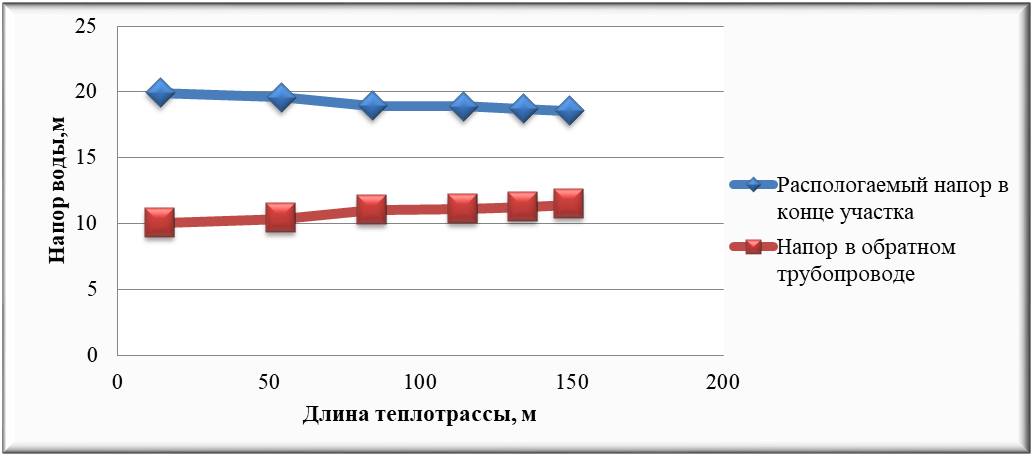 25
20
15
10
5
0
Напор воды,м
0
50
100
150
200
Длина теплотрассы, м
Распологаемый напор в
конце участка
Напор в обратном
трубопроводе